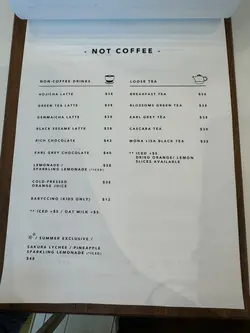 · NOT COFFEE ·
NON-COFFEE DRINKS
HOJICHA LATTE $38
GREEN TEA LATTE $38
GENMAICHA LATTE $38
BLACK SESAME LATTE $38
RICH CHOCOLATE $45
EARL GREY CHOCOLATE $40
LEMONADE /
SPARKLING LEMONADE (*ICED) $38
COLD-PRESSED
ORANGE JUICE $38
BABYCCINO (KIDS ONLY) $12
** ICED +$5 / OAT MILK +$5
/ SUMMER EXCLUSIVE /
SAKURA LYCHEE / PINEAPPLE
SPARKLING LEMONADE (*ICED)
$48
LOOSE TEA
BREAKFAST TEA $38
BLOSSOMS GREEN TEA $38
EARL GREY TEA $38
CASCARA TEA $38
MONA LISA BLACK TEA $38
** ICED +$5
DRIED ORANGE/ LEMON
SLICES AVAILABLE